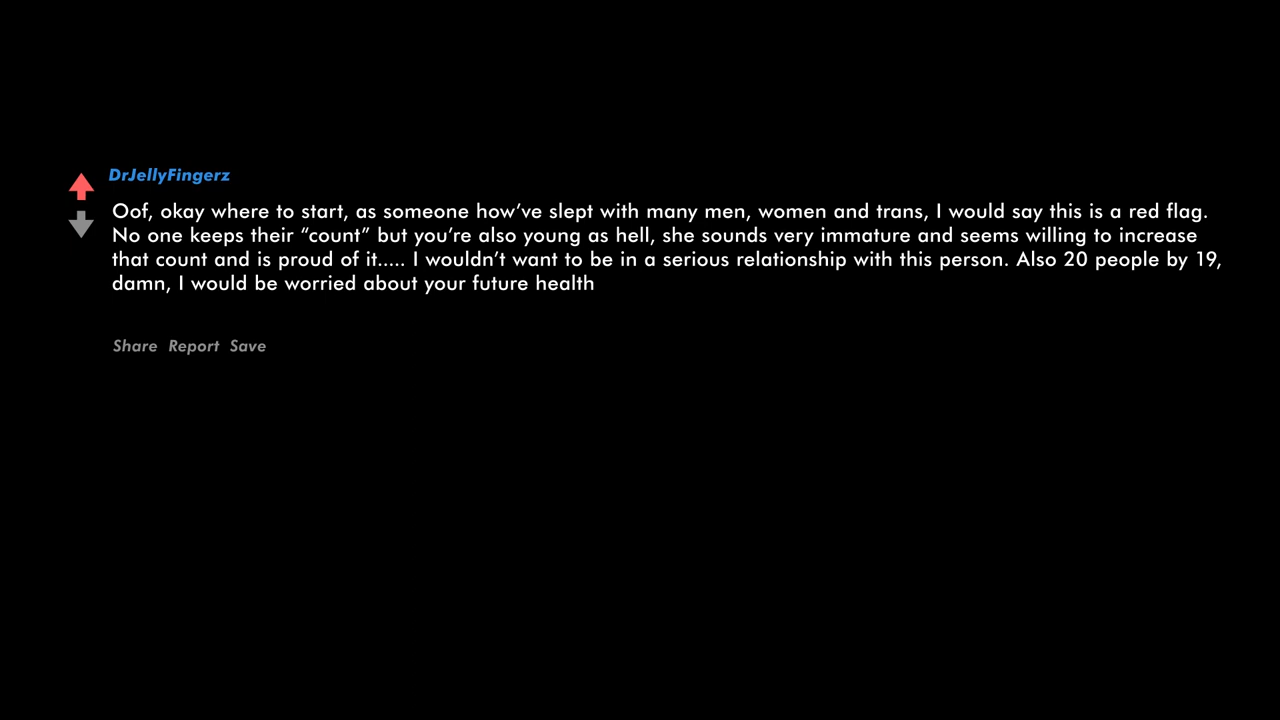 DrJellyFingerz
Oof, okay where to start, as someone how’ve slept with many men, women and trans, I would say this is a red flag.
No one keeps their “count” but you’re also young as hell, she sounds very immature and seems willing to increase
that count and is proud of it..... I wouldn’t want to be in a serious relationship with this person. Also 20 people by 19,
damn, I would be worried about your future health
Share Report Save